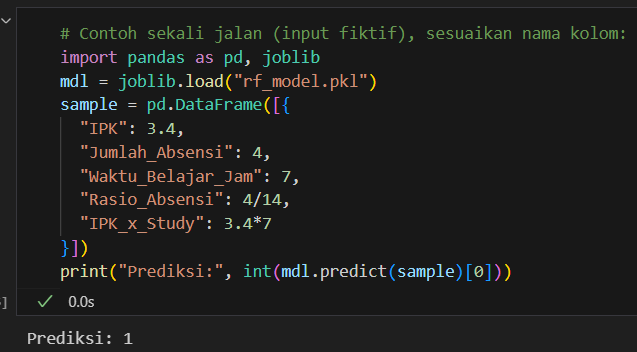 # Contoh sekali jalan (input fiktif), sesuaikan nama kolom:
import pandas as pd, joblib
mdl = joblib.load("rf_model.pkl")
sample = pd.DataFrame([{
  "IPK": 3.4,
  "Jumlah_Absensi": 4,
  "Waktu_Belajar_Jam": 7,
  "Rasio_Absensi": 4/14,
  "IPK_x_Study": 3.4*7
}])
print("Prediksi:", int(mdl.predict(sample)[0]))
] ✓ 0.0s
Prediksi: 1